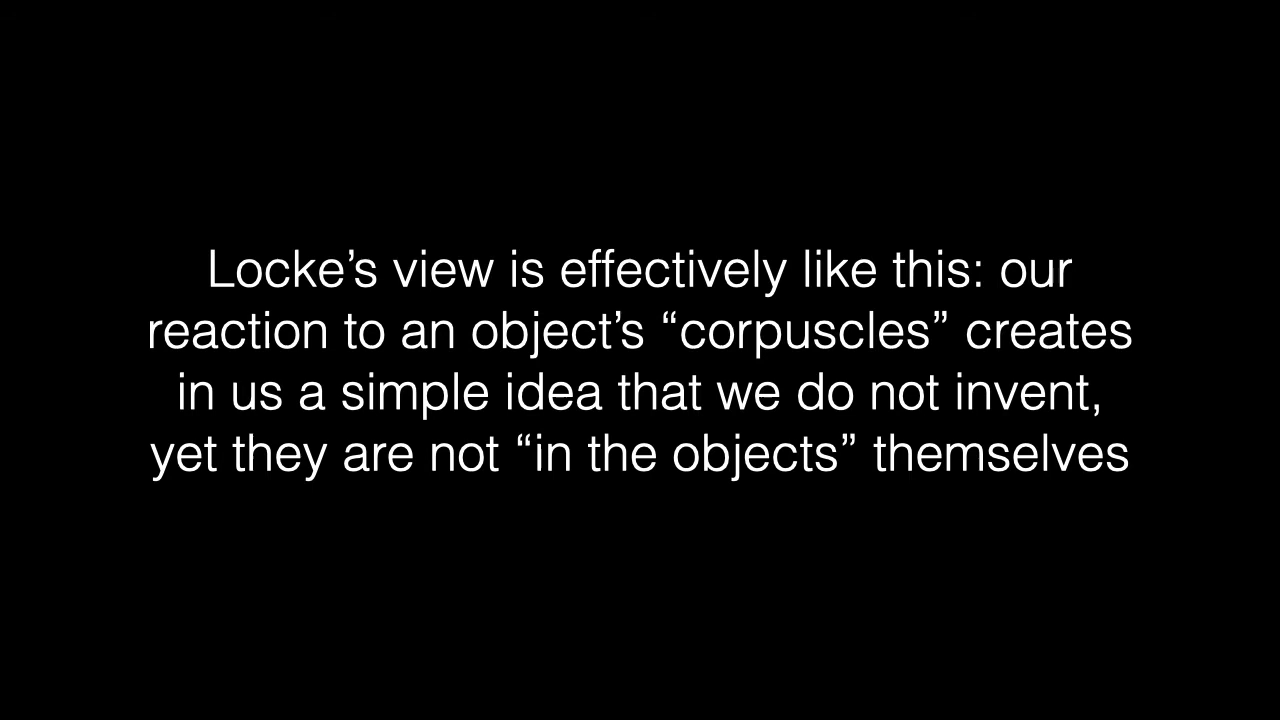 Locke’s view is effectively like this: our
reaction to an object’s “corpuscles” creates
in us a simple idea that we do not invent,
yet they are not “in the objects” themselves